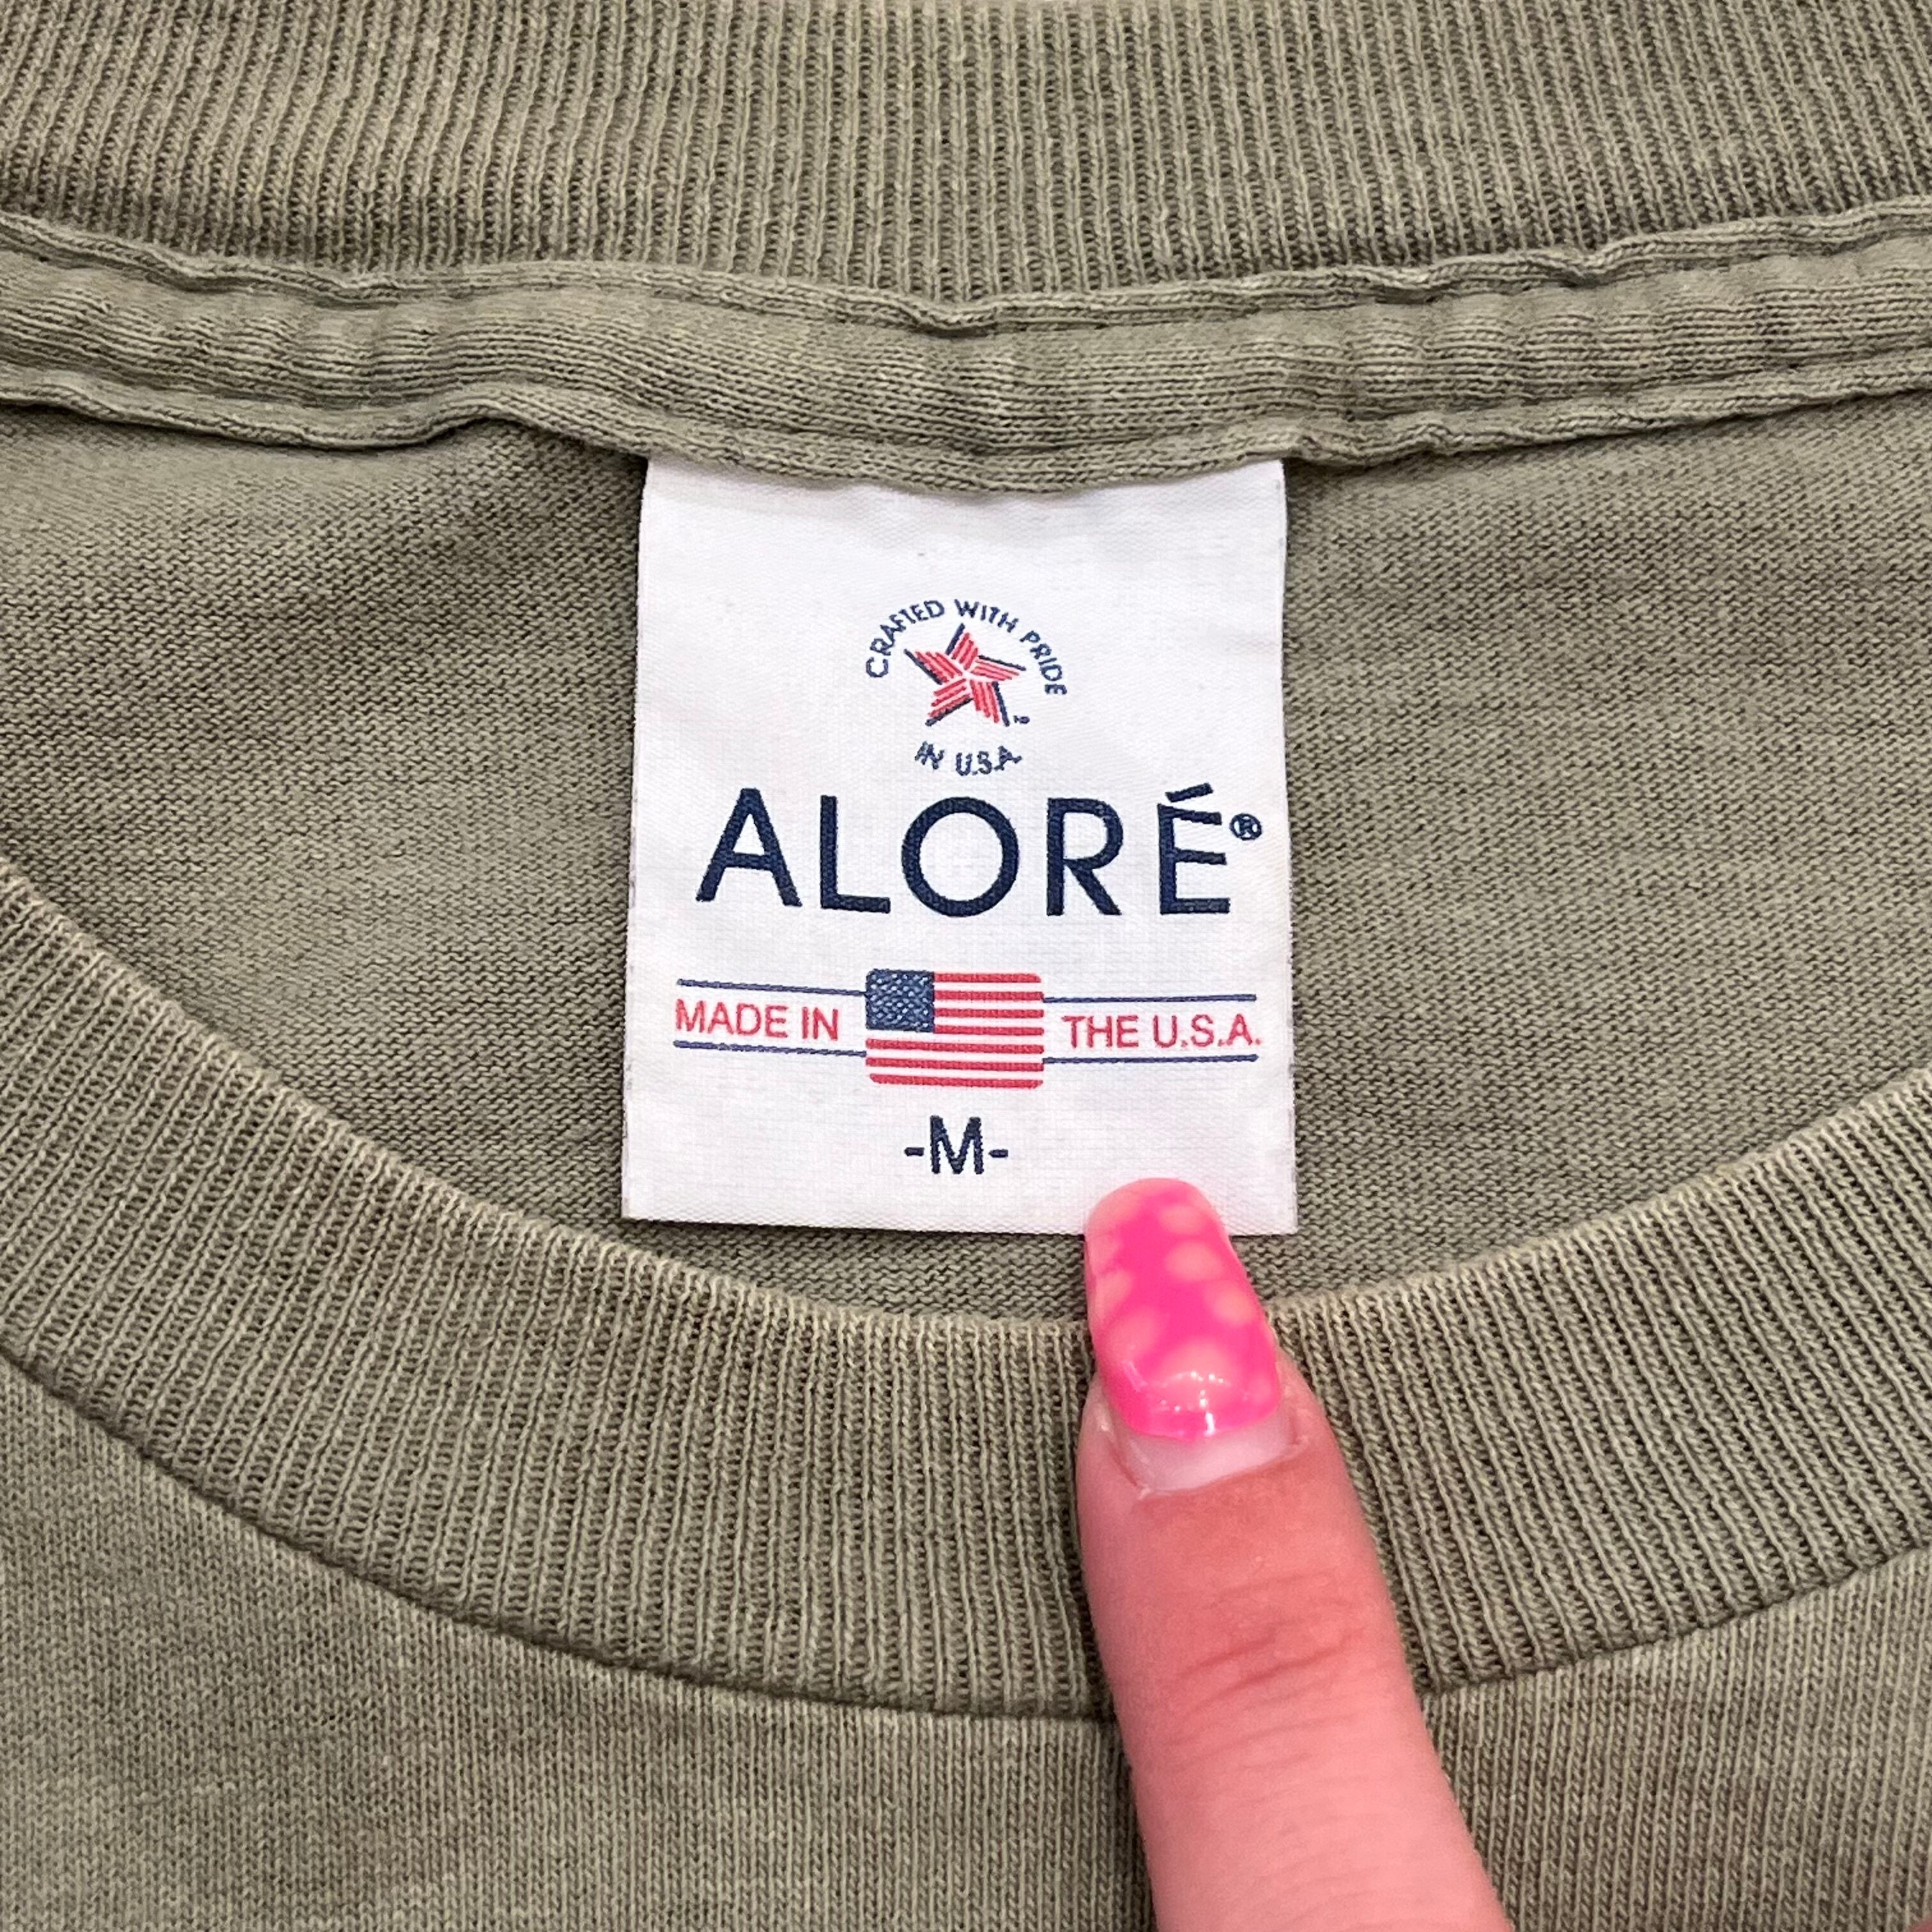 CRAFTED WITH PRIDE
IN U.S.A
ALORÉ®
MADE IN THE U.S.A.
-M-